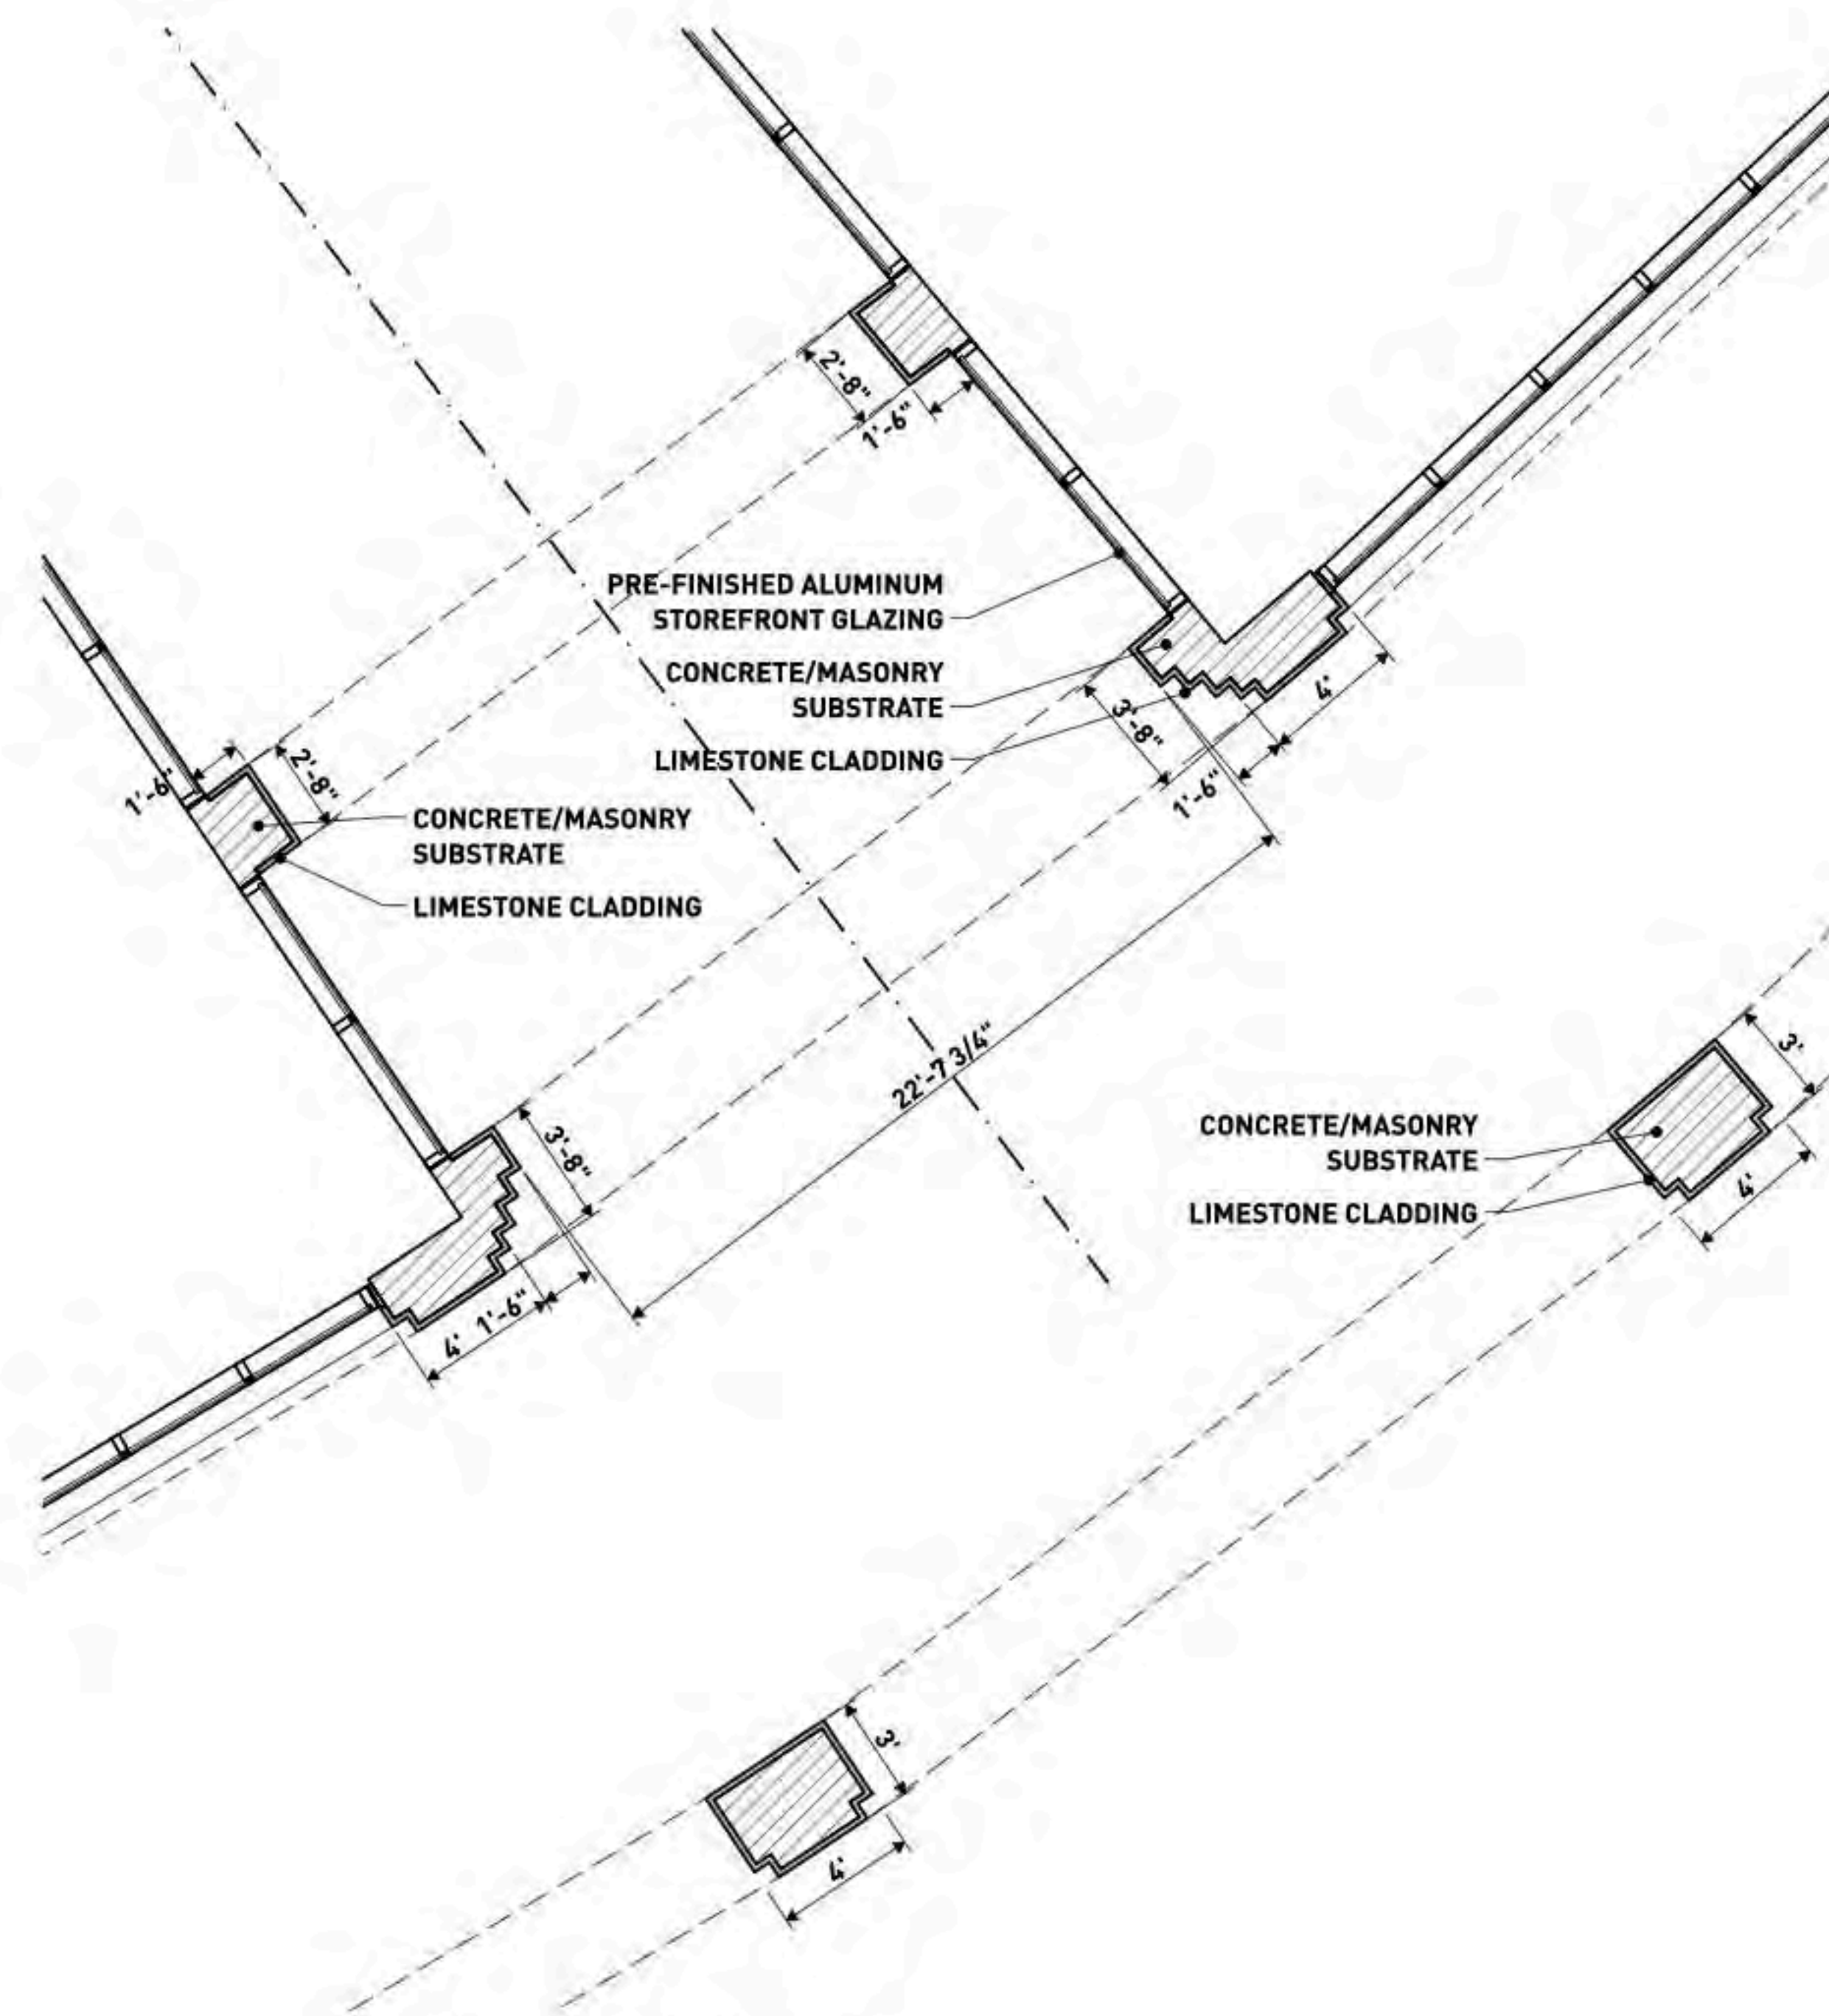 2'-8"
1'-6"
PRE-FINISHED ALUMINUM
STOREFRONT GLAZING
CONCRETE/MASONRY
SUBSTRATE
LIMESTONE CLADDING
4'
3'-8"
1'-6"
1'-6"
2'-8"
CONCRETE/MASONRY
SUBSTRATE
LIMESTONE CLADDING
22'-7 3/4"
3'-8"
4'
1'-6"
3'
CONCRETE/MASONRY
SUBSTRATE
LIMESTONE CLADDING
4'
3'
4'